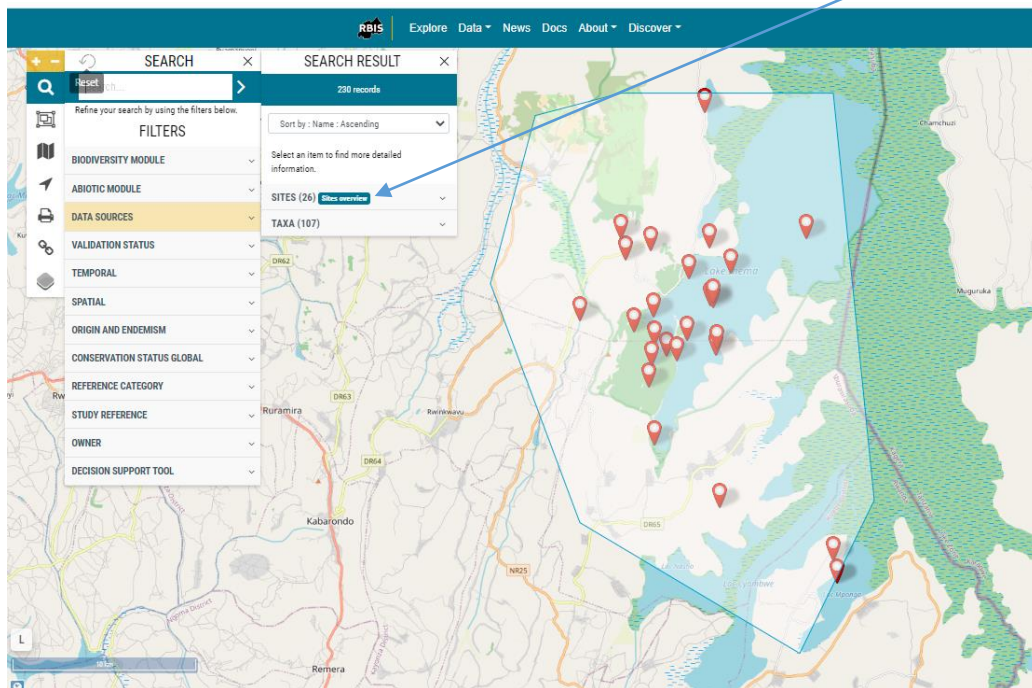 RBIS Explore Data News Docs About Discover
SEARCH
Reset
Refine your search by using the filters below.
FILTERS
BIODIVERSITY MODULE
ABIOTIC MODULE
DATA SOURCES
VALIDATION STATUS
TEMPORAL
SPATIAL
ORIGIN AND ENDEMISM
CONSERVATION STATUS GLOBAL
REFERENCE CATEGORY
STUDY REFERENCE
OWNER
DECISION SUPPORT TOOL
SEARCH RESULT
230 records
Sort by : Name : Ascending
Select an item to find more detailed
information.
SITES (26) Sites overview
TAXA (107)
Chamchuzi
DR62
Muguruka
DR63
Ruramira
Rwinkwavu
DR64
Kabarondo
DR65
NR25
Ngoma District
Remera
L